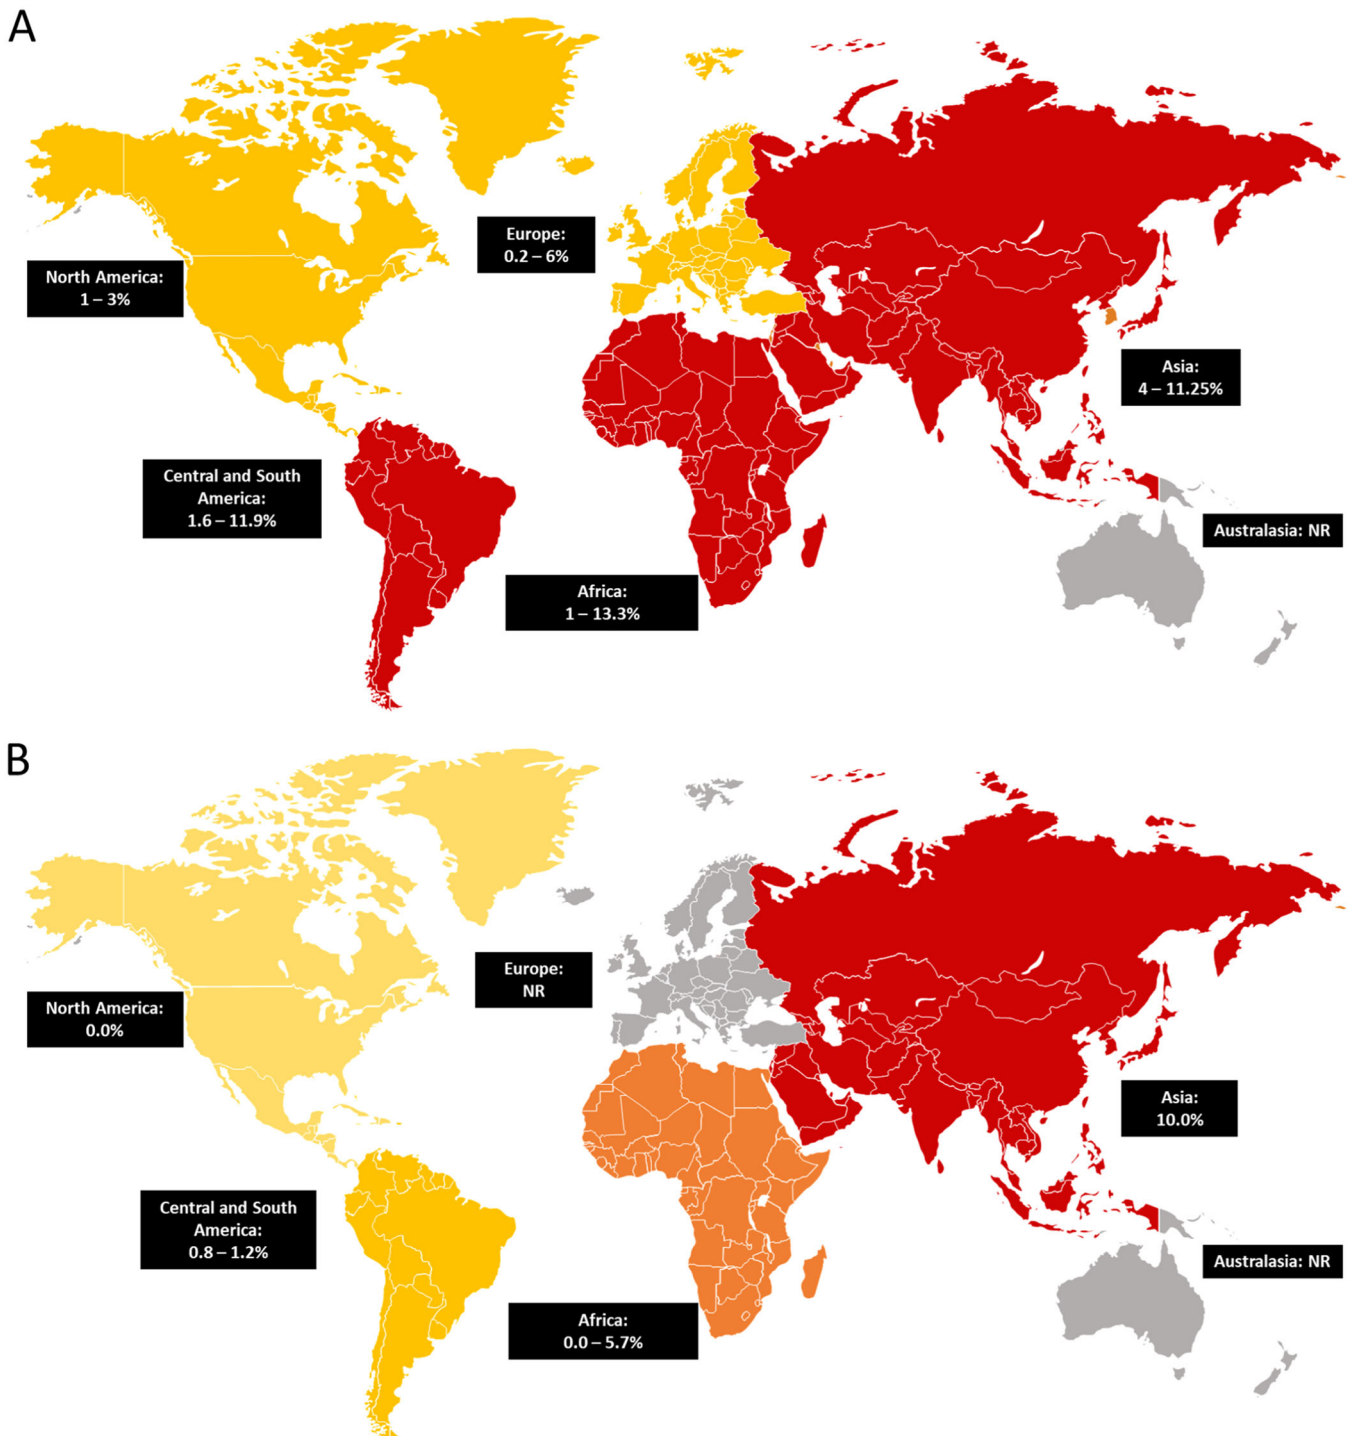 A
Europe:
0.2 – 6%
North America:
1 – 3%
Asia:
4 – 11.25%
Central and South
America:
1.6 – 11.9%
Australasia: NR
Africa:
1 – 13.3%
B
Europe:
NR
North America:
0.0%
Asia:
10.0%
Central and South
America:
0.8 – 1.2%
Australasia: NR
Africa:
0.0 – 5.7%